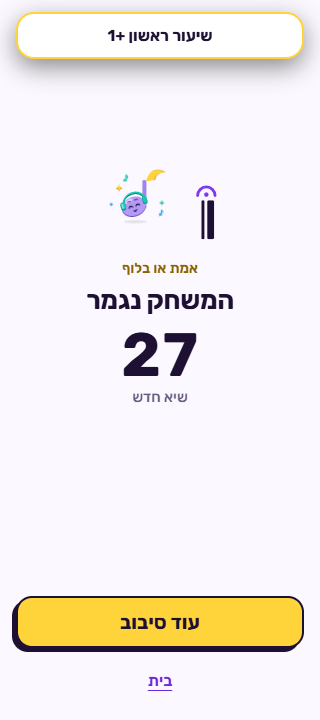 שיעור ראשון +1
אמת או בלוף
המשחק נגמר
27
שיא חדש
עוד סיבוב
בית